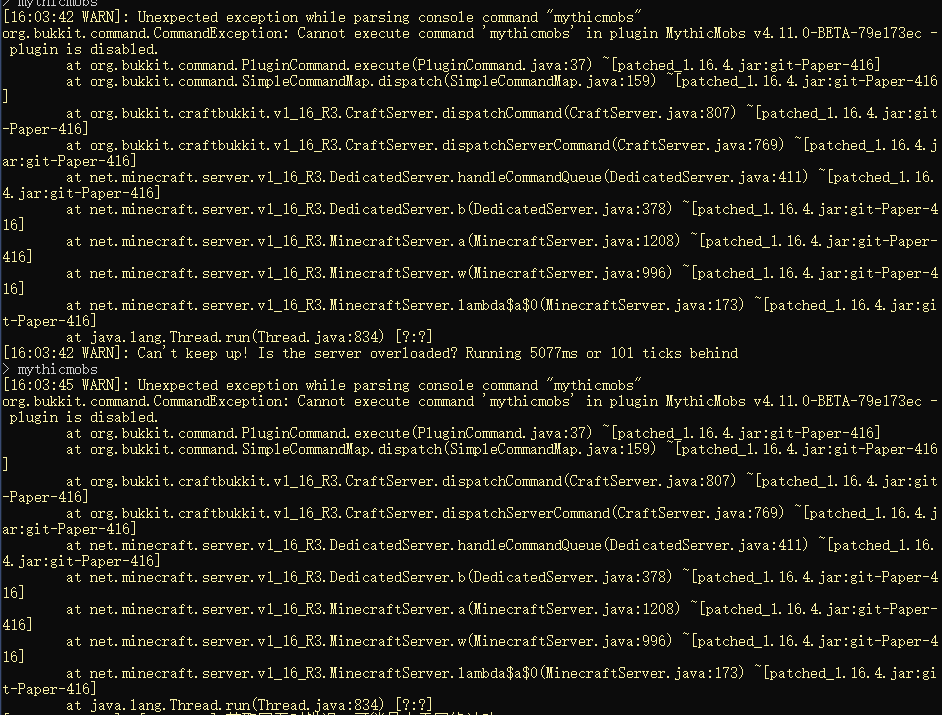 > mythicmobs
[16:03:42 WARN]: Unexpected exception while parsing console command "mythicmobs"
org.bukkit.command.CommandException: Cannot execute command 'mythicmobs' in plugin MythicMobs v4.11.0-BETA-79e173ec -
 plugin is disabled.
        at org.bukkit.command.PluginCommand.execute(PluginCommand.java:37) ~[patched_1.16.4.jar:git-Paper-416]
        at org.bukkit.command.SimpleCommandMap.dispatch(SimpleCommandMap.java:159) ~[patched_1.16.4.jar:git-Paper-416
]
        at org.bukkit.craftbukkit.v1_16_R3.CraftServer.dispatchCommand(CraftServer.java:807) ~[patched_1.16.4.jar:git
-Paper-416]
        at org.bukkit.craftbukkit.v1_16_R3.CraftServer.dispatchServerCommand(CraftServer.java:769) ~[patched_1.16.4.j
ar:git-Paper-416]
        at net.minecraft.server.v1_16_R3.DedicatedServer.handleCommandQueue(DedicatedServer.java:411) ~[patched_1.16.
4.jar:git-Paper-416]
        at net.minecraft.server.v1_16_R3.DedicatedServer.b(DedicatedServer.java:378) ~[patched_1.16.4.jar:git-Paper-4
16]
        at net.minecraft.server.v1_16_R3.MinecraftServer.a(MinecraftServer.java:1208) ~[patched_1.16.4.jar:git-Paper-
416]
        at net.minecraft.server.v1_16_R3.MinecraftServer.w(MinecraftServer.java:996) ~[patched_1.16.4.jar:git-Paper-4
16]
        at net.minecraft.server.v1_16_R3.MinecraftServer.lambda$a$0(MinecraftServer.java:173) ~[patched_1.16.4.jar:gi
t-Paper-416]
        at java.lang.Thread.run(Thread.java:834) [?:?]
[16:03:42 WARN]: Can't keep up! Is the server overloaded? Running 5077ms or 101 ticks behind
> mythicmobs
[16:03:45 WARN]: Unexpected exception while parsing console command "mythicmobs"
org.bukkit.command.CommandException: Cannot execute command 'mythicmobs' in plugin MythicMobs v4.11.0-BETA-79e173ec -
 plugin is disabled.
        at org.bukkit.command.PluginCommand.execute(PluginCommand.java:37) ~[patched_1.16.4.jar:git-Paper-416]
        at org.bukkit.command.SimpleCommandMap.dispatch(SimpleCommandMap.java:159) ~[patched_1.16.4.jar:git-Paper-416
]
        at org.bukkit.craftbukkit.v1_16_R3.CraftServer.dispatchCommand(CraftServer.java:807) ~[patched_1.16.4.jar:git
-Paper-416]
        at org.bukkit.craftbukkit.v1_16_R3.CraftServer.dispatchServerCommand(CraftServer.java:769) ~[patched_1.16.4.j
ar:git-Paper-416]
        at net.minecraft.server.v1_16_R3.DedicatedServer.handleCommandQueue(DedicatedServer.java:411) ~[patched_1.16.
4.jar:git-Paper-416]
        at net.minecraft.server.v1_16_R3.DedicatedServer.b(DedicatedServer.java:378) ~[patched_1.16.4.jar:git-Paper-4
16]
        at net.minecraft.server.v1_16_R3.MinecraftServer.a(MinecraftServer.java:1208) ~[patched_1.16.4.jar:git-Paper-
416]
        at net.minecraft.server.v1_16_R3.MinecraftServer.w(MinecraftServer.java:996) ~[patched_1.16.4.jar:git-Paper-4
16]
        at net.minecraft.server.v1_16_R3.MinecraftServer.lambda$a$0(MinecraftServer.java:173) ~[patched_1.16.4.jar:gi
t-Paper-416]
        at java.lang.Thread.run(Thread.java:834) [?:?]